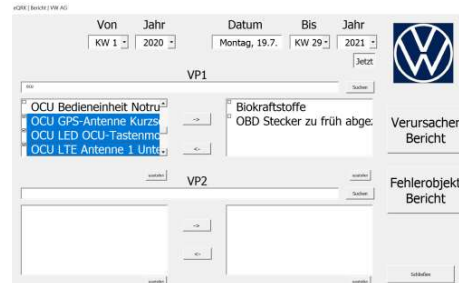 eQRK | Bericht | VW AG
Von Jahr Datum Bis Jahr
KW 1 2020 Montag, 19.7. KW 29 2021
Jetzt
VP1
Suchen
OCU Bedieneinheit Notru
OCU GPS-Antenne Kurzs
OCU LED OCU-Tastenmo
OCU LTE Antenne 1 Unte
->
<-
Biokraftstoffe
OBD Stecker zu früh abge
Verursacher
Bericht
VP2
Suchen
Fehlerobjekt
Bericht
->
<-
Schließen